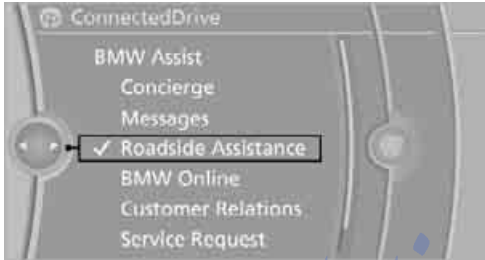 ConnectedDrive
BMW Assist
Concierge
Messages
✓ Roadside Assistance
BMW Online
Customer Relations
Service Request